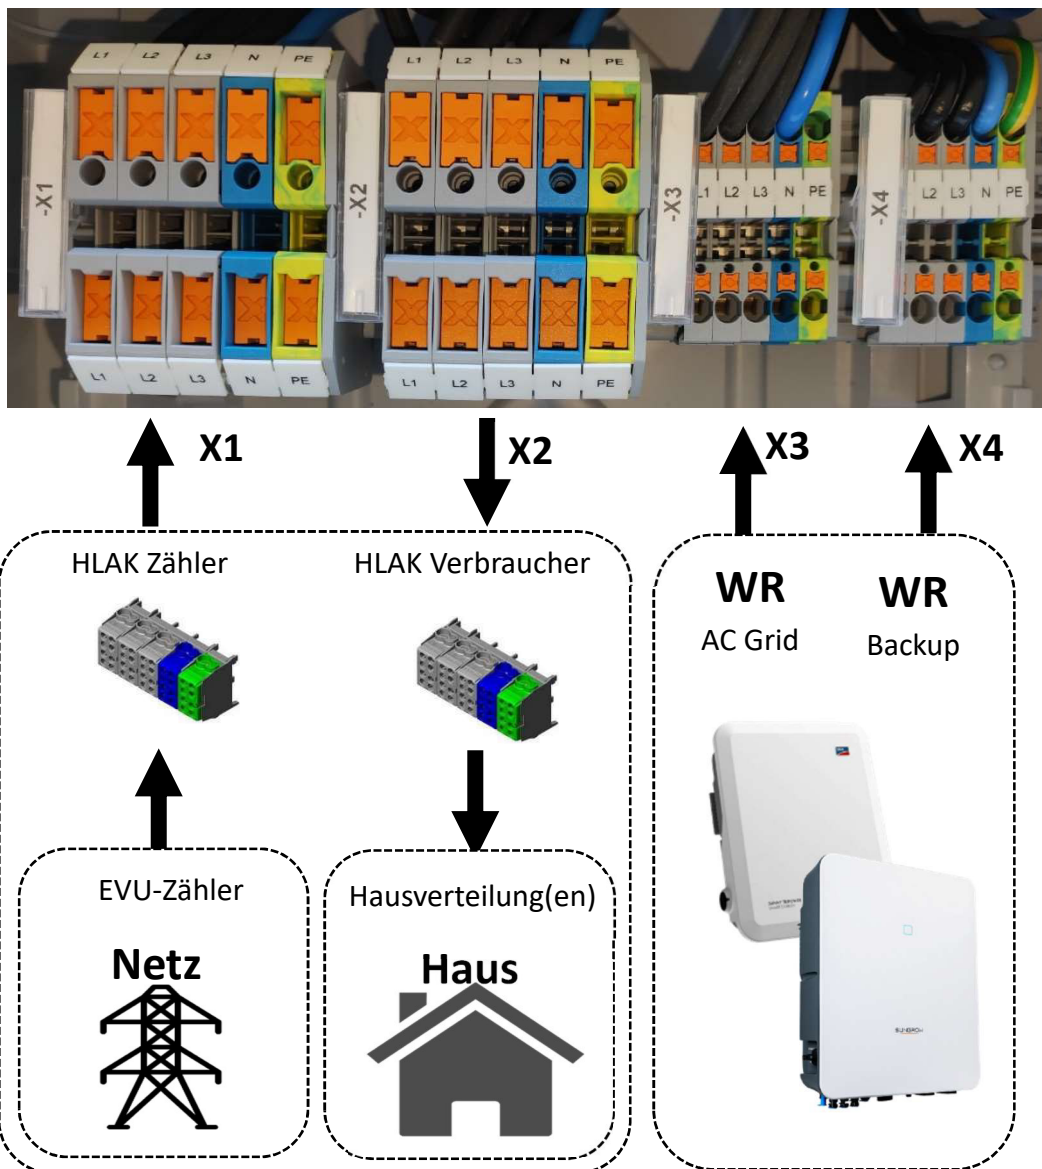 L1 L2 L3 N PE
L1 L2 L3 N PE
-X1
-X2
-X3
-X4
L1 L2 L3 N PE
L2 L3 N PE
L1 L2 L3 N PE
L1 L2 L3 N PE
X1
X2
X3
X4
HLAK Zähler
HLAK Verbraucher
WR
AC Grid
WR
Backup
EVU-Zähler
Netz
Hausverteilung(en)
Haus